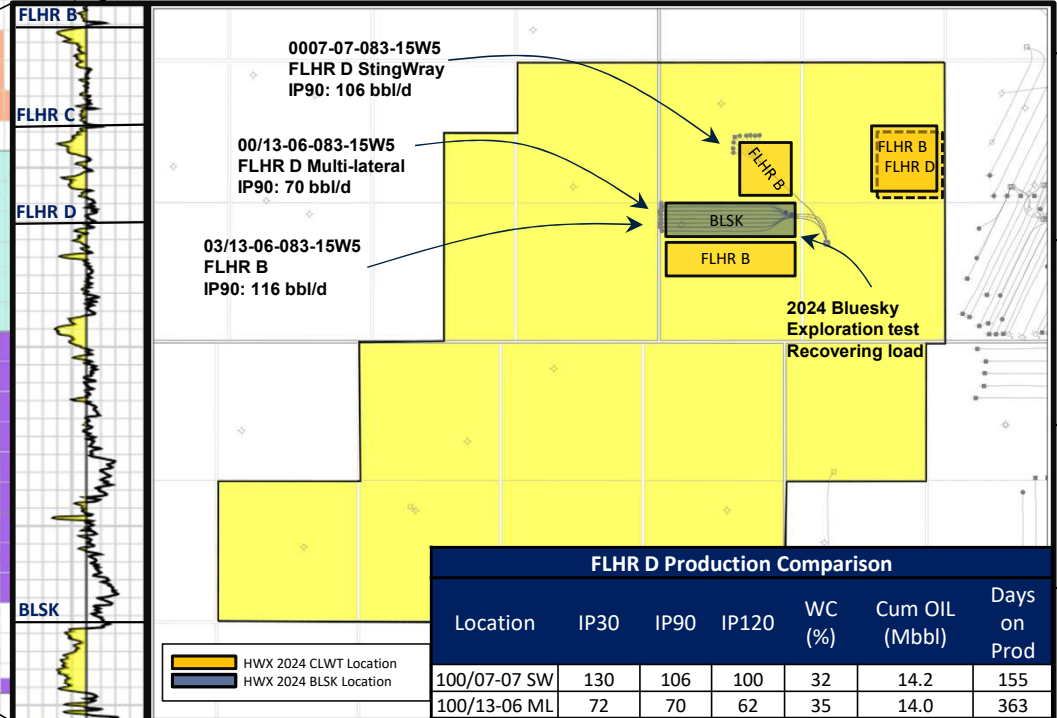 FLHR B
FLHR C
FLHR D
BLSK
0007-07-083-15W5
FLHR D StingWray
IP90: 106 bbl/d
00/13-06-083-15W5
FLHR D Multi-lateral
IP90: 70 bbl/d
03/13-06-083-15W5
FLHR B
IP90: 116 bbl/d
FLHR B
FLHR B
FLHR D
BLSK
FLHR B
2024 Bluesky
Exploration test
Recovering load
HWX 2024 CLWT Location
HWX 2024 BLSK Location
FLHR D Production Comparison
Location IP30 IP90 IP120 WC (%) Cum OIL (Mbbl) Days on Prod
100/07-07 SW 130 106 100 32 14.2 155
100/13-06 ML 72 70 62 35 14.0 363